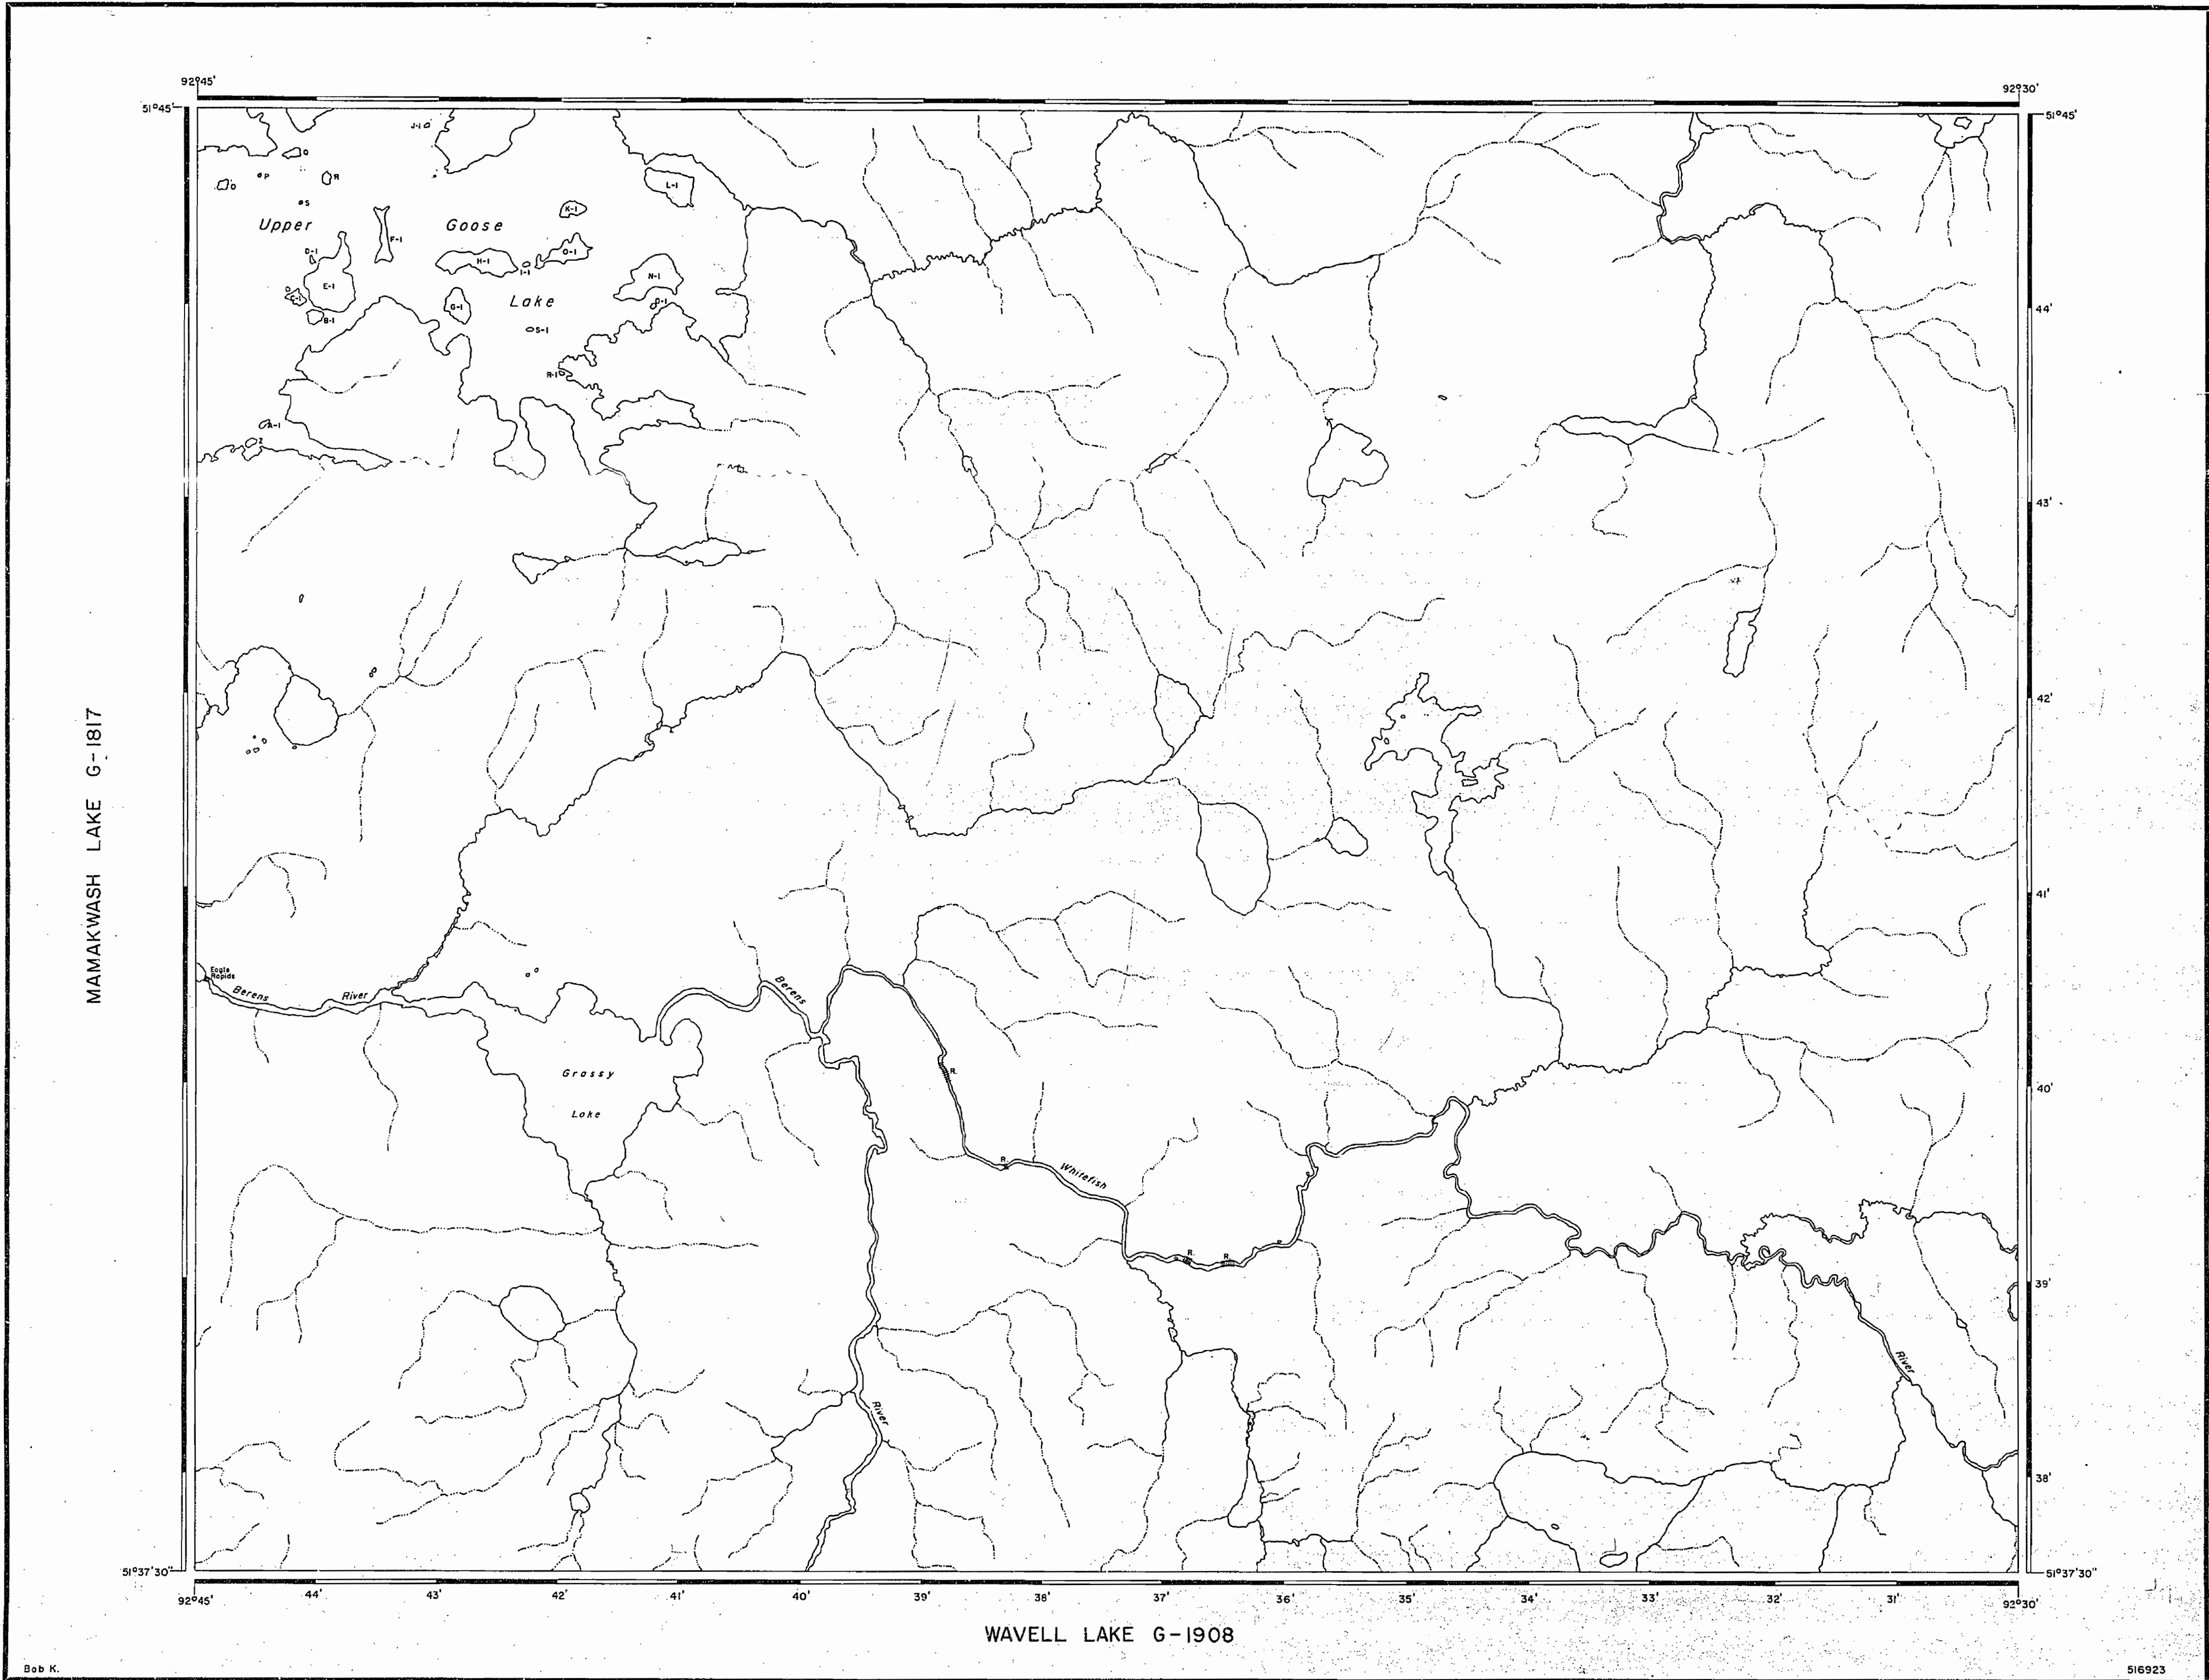 92°45'
92°30'
51°45'
51°45'
J-1
O
P
R
L-1
S
K-1
Upper
Goose
F-1
D-1
H-1
O-1
I-1
N-1
E-1
C-1
G-1
Lake
S-1
B-1
44'
R-1
A-1
Z
43'
42'
MAMAKWASH LAKE G-1817
41'
Eagle
Rapids
Berens
River
Berens
Grassy
Lake
R.
40'
R.
Whitefish
R.
R.
39'
River
River
38'
51°37'30"
51°37'30"
92°45'
44'
43'
42'
41'
40'
39'
38'
37'
36'
35'
34'
33'
32'
31'
92°30'
WAVELL LAKE G-1908
Bob K.
516923